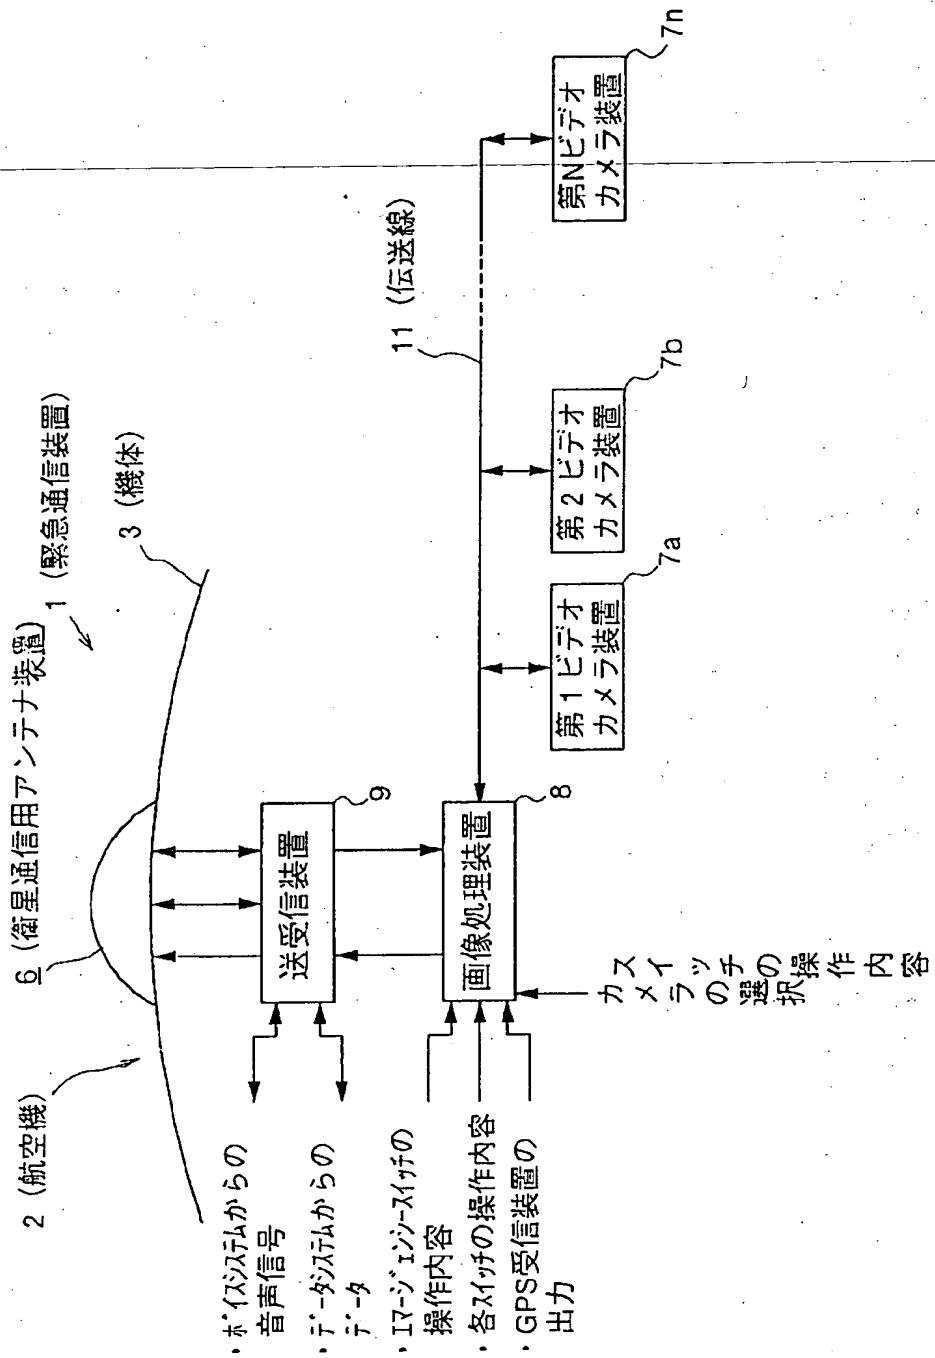 2 (航空機)
6 (衛星通信用アンテナ装置)
1 (緊急通信装置)
3 (機体)
・ボイスシステムからの
音声信号
・データシステムからの
データ
・エマージェンシースイッチの
操作内容
・各スイッチの操作内容
・GPS受信装置の
出力
送受信装置
9
画像処理装置
8
カメラの選択
スイッチの操作内容
11 (伝送線)
第1ビデオ
カメラ装置
7a
第2ビデオ
カメラ装置
7b
第Nビデオ
カメラ装置
7n